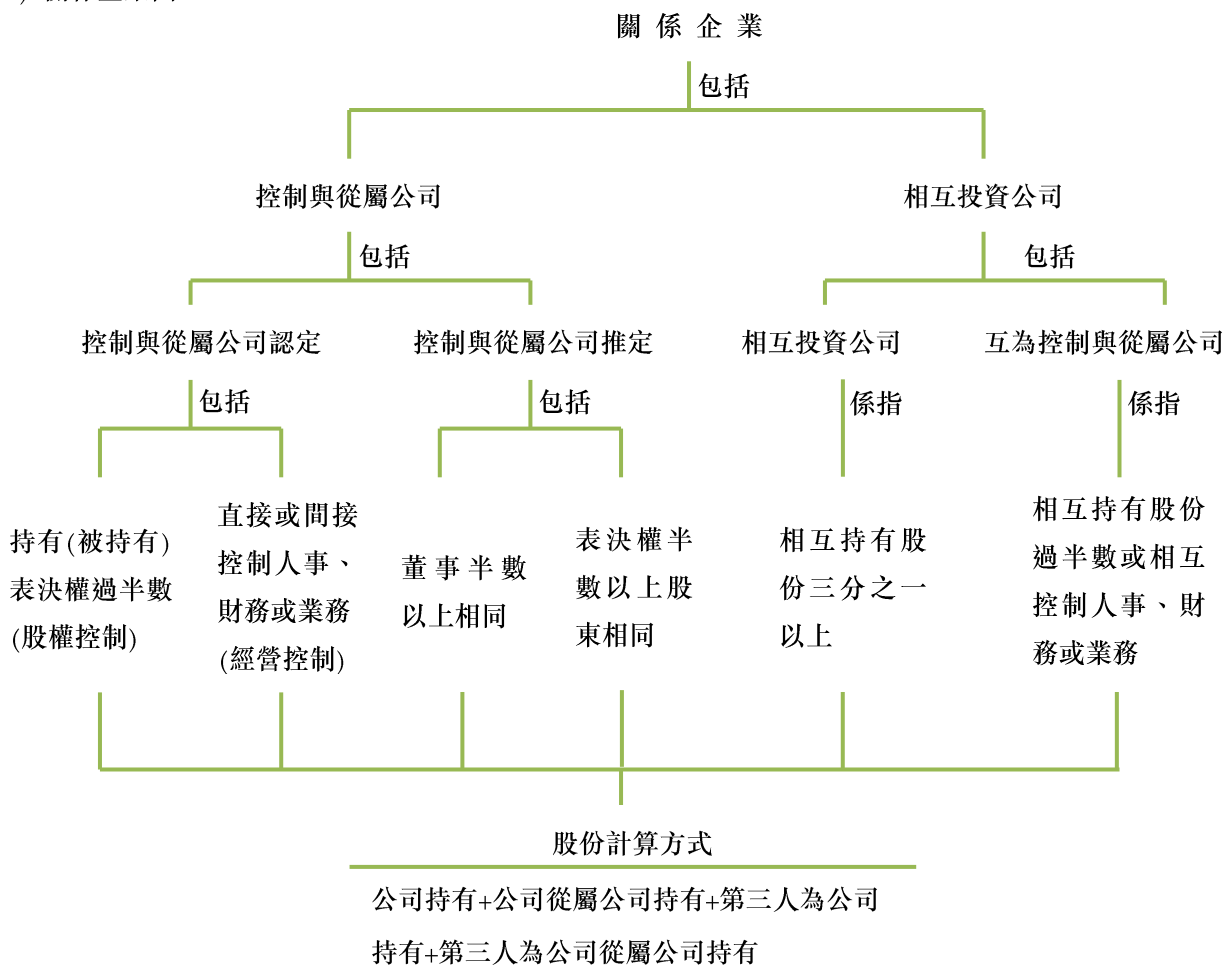 關係企業
包括
控制與從屬公司
相互投資公司
包括
包括
控制與從屬公司認定
控制與從屬公司推定
相互投資公司
互為控制與從屬公司
包括
包括
係指
係指
持有(被持有)
表決權過半數
(股權控制)
直接或間接
控制人事、
財務或業務
(經營控制)
董事半數
以上相同
表決權半
數以上股
東相同
相互持有股
份三分之一
以上
相互持有股份
過半數或相互
控制人事、財
務或業務
股份計算方式
公司持有+公司從屬公司持有+第三人為公司
持有+第三人為公司從屬公司持有